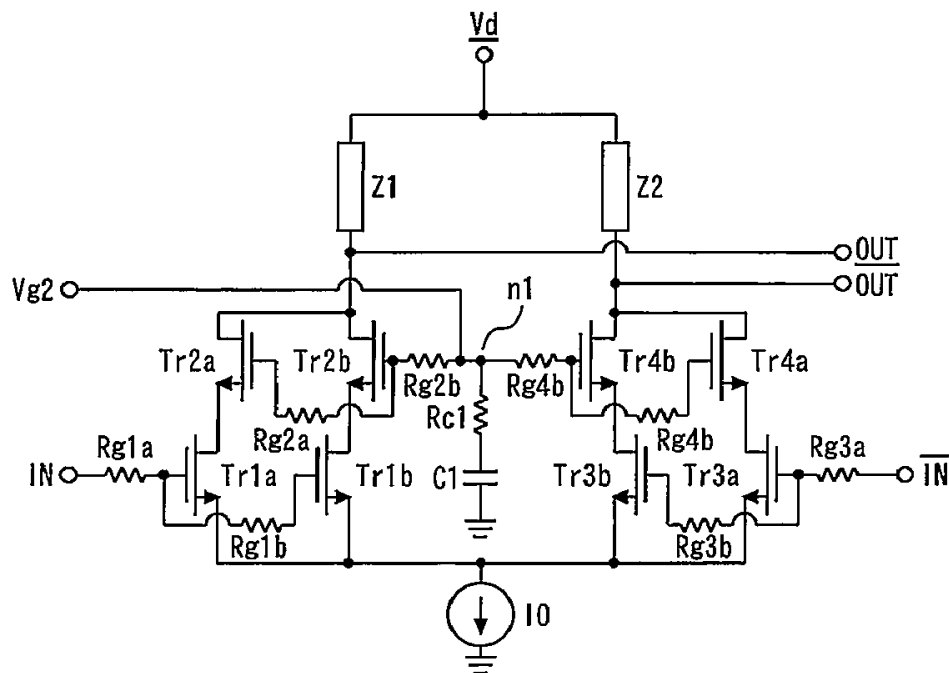 Vd
Z1
Z2
OUT
OUT
Vg2
n1
Tr2a
Tr2b
Tr4b
Tr4a
Rg2b
Rg4b
Rc1
Rg2a
Rg4b
Rg1a
Rg3a
IN
Tr1a
Tr1b
C1
Tr3b
Tr3a
IN
Rg1b
Rg3b
I0